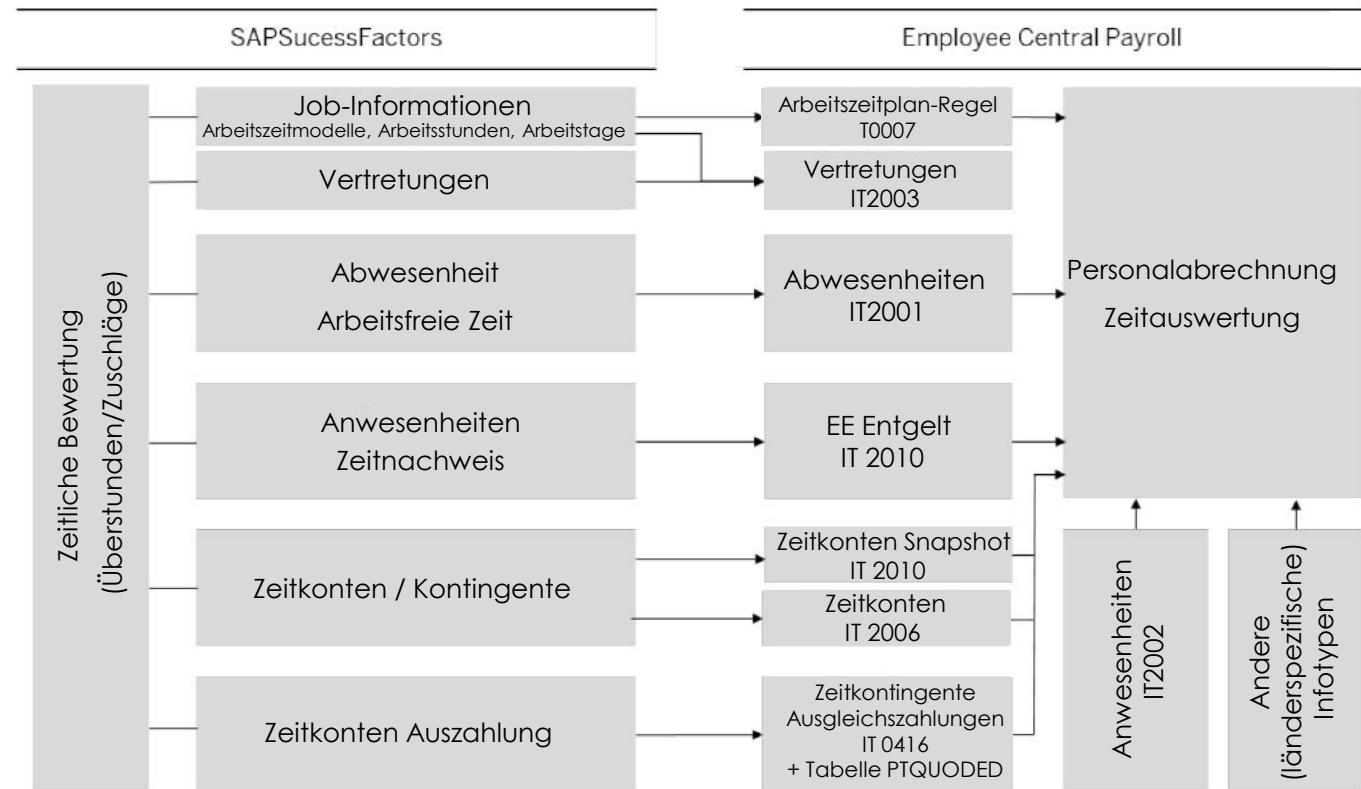 SAPSucessFactors
Employee Central Payroll
Zeitliche Bewertung
(Überstunden/Zuschläge)
Job-Informationen
Arbeitszeitmodelle, Arbeitsstunden, Arbeitstage
Arbeitszeitplan-Regel
T0007
Vertretungen
Vertretungen
IT2003
Abwesenheit
Arbeitsfreie Zeit
Abwesenheiten
IT2001
Personalabrechnung
Zeitauswertung
Anwesenheiten
Zeitnachweis
EE Entgelt
IT 2010
Zeitkonten / Kontingente
Zeitkonten Snapshot
IT 2010
Zeitkonten
IT 2006
Zeitkonten Auszahlung
Zeitkontingente
Ausgleichszahlungen
IT 0416
+ Tabelle PTQUODED
Anwesenheiten
IT2002
Andere
(länderspezifische)
Infotypen